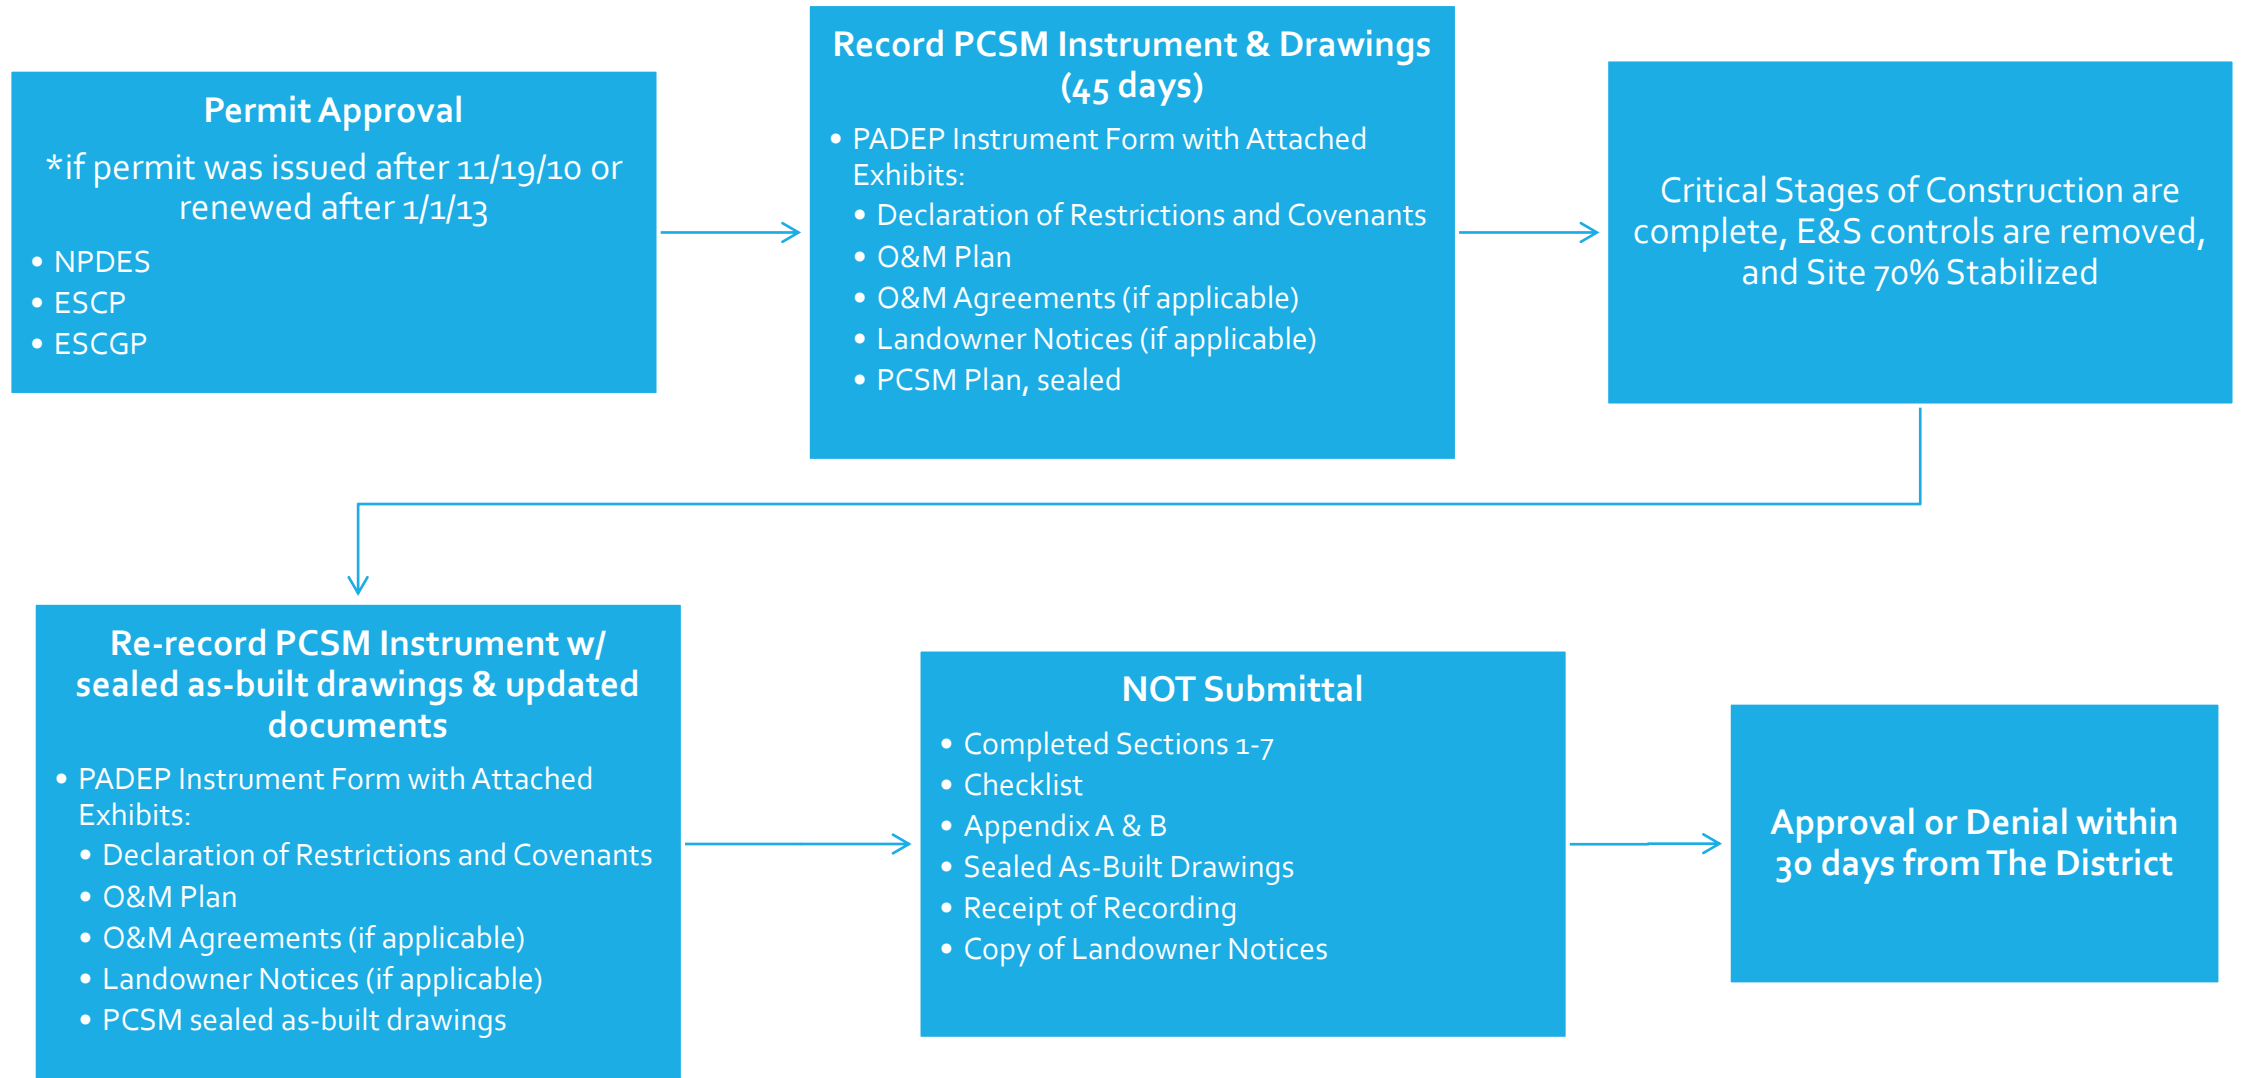 Permit Approval
*if permit was issued after 11/19/10 or
renewed after 1/1/13
• NPDES
• ESCP
• ESCGP
Record PCSM Instrument & Drawings
(45 days)
• PADEP Instrument Form with Attached
Exhibits:
• Declaration of Restrictions and Covenants
• O&M Plan
• O&M Agreements (if applicable)
• Landowner Notices (if applicable)
• PCSM Plan, sealed
Critical Stages of Construction are
complete, E&S controls are removed,
and Site 70% Stabilized
Re-record PCSM Instrument w/
sealed as-built drawings & updated
documents
• PADEP Instrument Form with Attached
Exhibits:
• Declaration of Restrictions and Covenants
• O&M Plan
• O&M Agreements (if applicable)
• Landowner Notices (if applicable)
• PCSM sealed as-built drawings
NOT Submittal
• Completed Sections 1-7
• Checklist
• Appendix A & B
• Sealed As-Built Drawings
• Receipt of Recording
• Copy of Landowner Notices
Approval or Denial within
30 days from The District